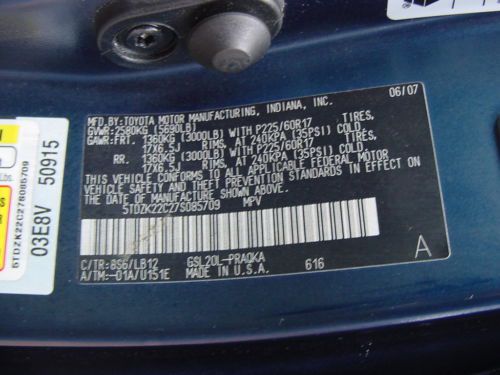 MFD.BY:TOYOTA MOTOR MANUFACTURING, INDIANA, INC. 06/07
GVWR:2580KG (5690LB)
GAWR:FRT. 1360KG (3000LB) WITH P225/60R17 TIRES,
17X6.5J RIMS, AT 240KPA (35PSI) COLD.
RR. 1360KG (3000LB) WITH P225/60R17 TIRES,
17X6.5J RIMS, AT 240KPA (35PSI) COLD.
THIS VEHICLE CONFORMS TO ALL APPLICABLE FEDERAL MOTOR
VEHICLE SAFETY AND BUMPER STANDARDS IN EFFECT ON
THE DATE OF MANUFACTURE SHOWN ABOVE.
5TDZK22C27S085709 MPV
C/TR:8S6/LB12 GSL20L-PRAQKA A
A/TM:-01A/U151E MADE IN U.S.A. 616
5TDZK22C27S085709
03E8V 50915